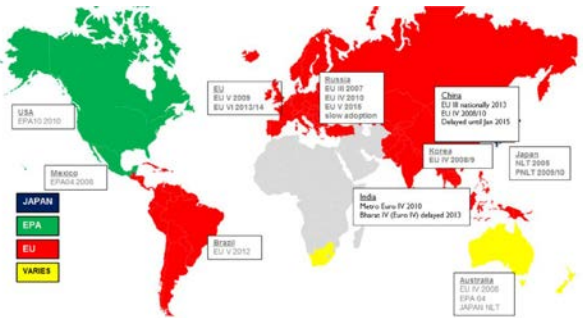 USA
EPA10 2010
Mexico
EPA04 2008
JAPAN
EPA
EU
VARIES
Brazil
EU V 2012
EU
EU V 2009
EU VI 2013/14
Russia
EU III 2007
EU IV 2010
EU V 2015
slow adoption
China
EU III nationally 2013
EU IV 2008/10
Delayed until Jan 2015
Korea
EU IV 2008/9
Japan
NLT 2005
PNLT 2009/10
India
Metro Euro IV 2010
Bharat IV (Euro IV) delayed 2013
Australia
EU IV 2008
EPA 04
JAPAN NLT